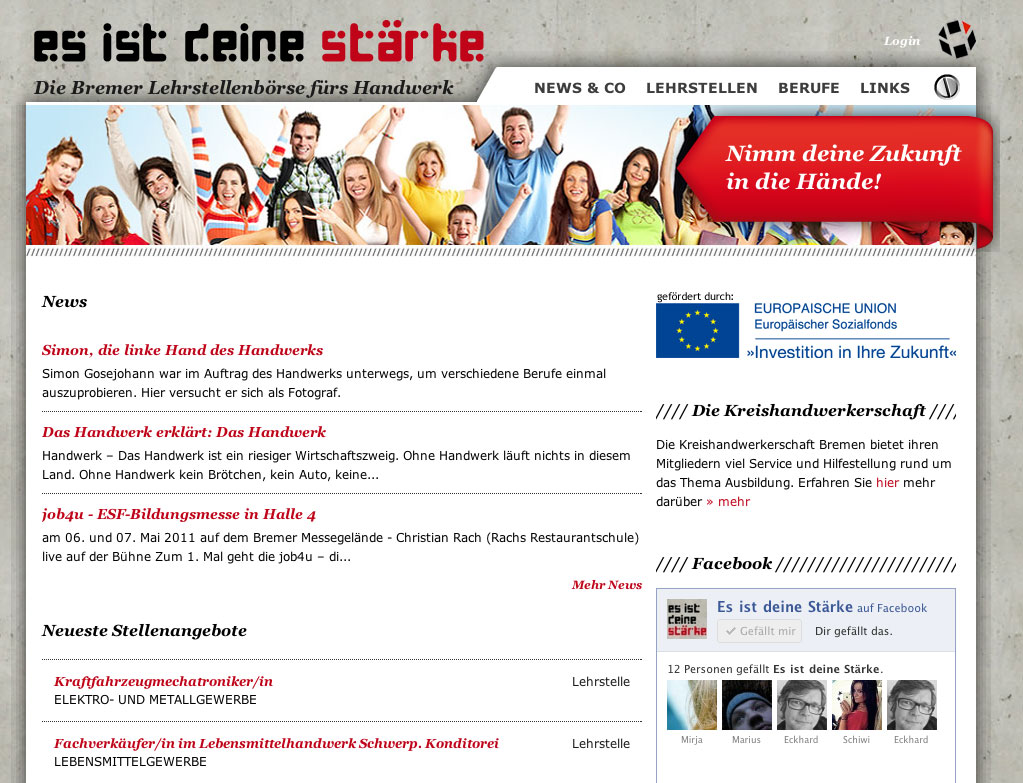 es ist deine stärke
Die Bremer Lehrstellenbörse fürs Handwerk
Login
NEWS & CO LEHRSTELLEN BERUFE LINKS
Nimm deine Zukunft
in die Hände!
News
Simon, die linke Hand des Handwerks
Simon Gosejohann war im Auftrag des Handwerks unterwegs, um verschiedene Berufe einmal
auszuprobieren. Hier versucht er sich als Fotograf.
Das Handwerk erklärt: Das Handwerk
Handwerk – Das Handwerk ist ein riesiger Wirtschaftszweig. Ohne Handwerk läuft nichts in diesem
Land. Ohne Handwerk kein Brötchen, kein Auto, keine...
job4u - ESF-Bildungsmesse in Halle 4
am 06. und 07. Mai 2011 auf dem Bremer Messegelände - Christian Rach (Rachs Restaurantschule)
live auf der Bühne Zum 1. Mal geht die job4u – di...
Mehr News
Neueste Stellenangebote
Kraftfahrzeugmechatroniker/in Lehrstelle
ELEKTRO- UND METALLGEWERBE
Fachverkäufer/in im Lebensmittelhandwerk Schwerp. Konditorei Lehrstelle
LEBENSMITTELGEWERBE
gefördert durch:
EUROPAISCHE UNION
Europäischer Sozialfonds
»Investition in Ihre Zukunft«
//// Die Kreishandwerkerschaft ////
Die Kreishandwerkerschaft Bremen bietet ihren
Mitgliedern viel Service und Hilfestellung rund um
das Thema Ausbildung. Erfahren Sie hier mehr
darüber » mehr
//// Facebook ///////////////////////
es ist
deine
stärke
Es ist deine Stärke auf Facebook
Gefällt mir Dir gefällt das.
12 Personen gefällt Es ist deine Stärke.
Mirja Marius Eckhard Schiwi Eckhard